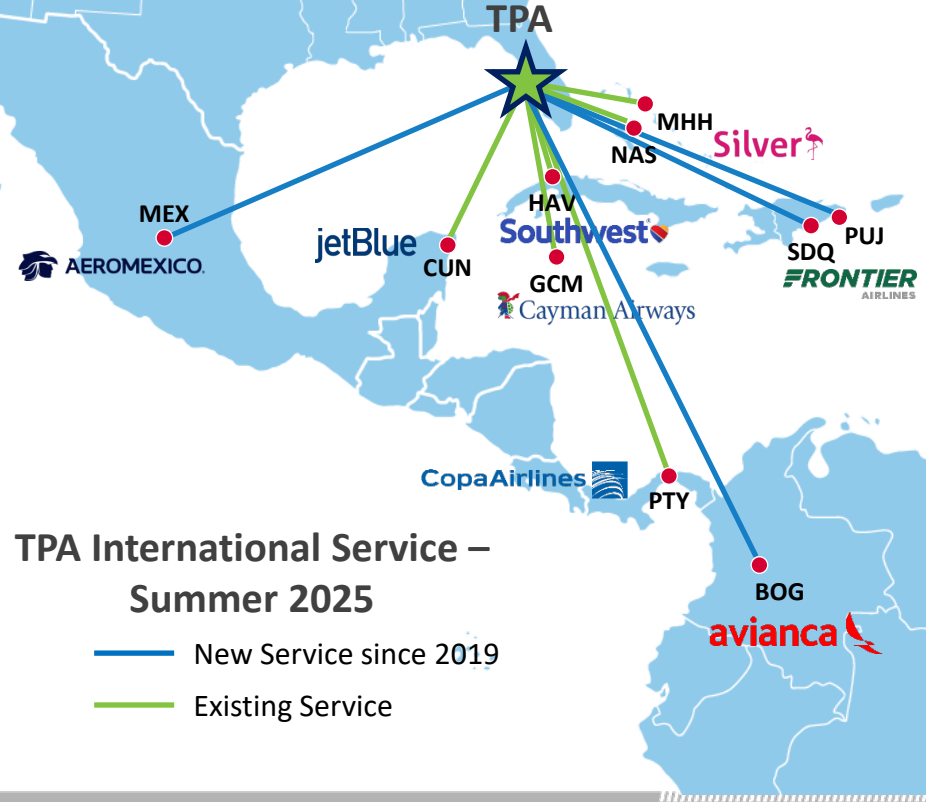 TPA
MHH
Silver
NAS
HAV
MEX
Southwest®
jetBlue
PUJ
SDQ
AEROMEXICO.
CUN
GCM
FRONTIER
AIRLINES
Cayman Airways
CopaAirlines
PTY
TPA International Service –
Summer 2025
BOG
avianca
New Service since 2019
Existing Service